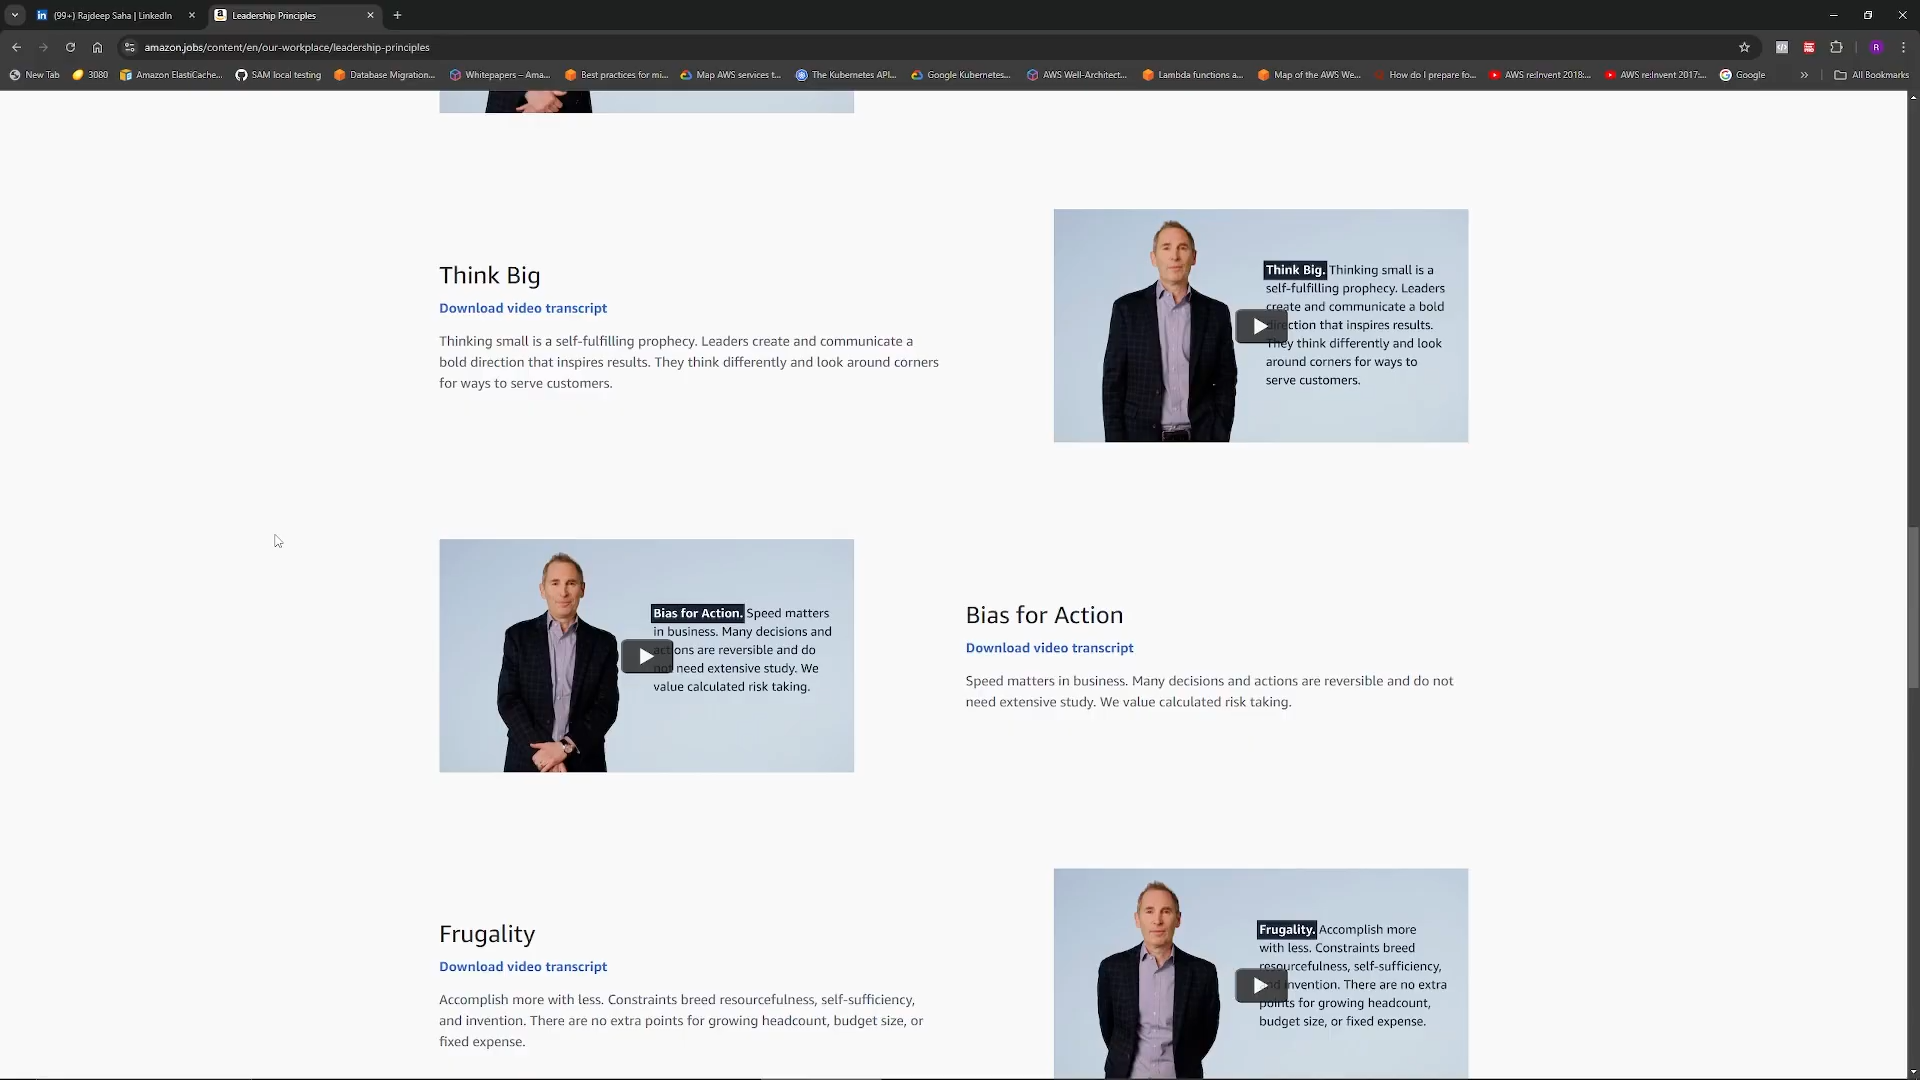 (99+) Rajdeep Saha | LinkedIn
Leadership Principles
amazon.jobs/content/en/our-workplace/leadership-principles
R
New Tab
3080
Amazon ElastiCache...
SAM local testing
Database Migration...
Whitepapers – Ama...
Best practices for mi...
Map AWS services t...
The Kubernetes API...
Google Kubernetes...
AWS Well-Architect...
Lambda functions a...
Map of the AWS We...
How do I prepare fo...
AWS re:Invent 2018:...
AWS re:Invent 2017:...
Google
All Bookmarks
Think Big
Download video transcript
Thinking small is a self-fulfilling prophecy. Leaders create and communicate a
bold direction that inspires results. They think differently and look around corners
for ways to serve customers.
Think Big. Thinking small is a
self-fulfilling prophecy. Leaders
create and communicate a bold
direction that inspires results.
They think differently and look
around corners for ways to
serve customers.
Bias for Action. Speed matters
in business. Many decisions and
actions are reversible and do
not need extensive study. We
value calculated risk taking.
Bias for Action
Download video transcript
Speed matters in business. Many decisions and actions are reversible and do not
need extensive study. We value calculated risk taking.
Frugality
Download video transcript
Accomplish more with less. Constraints breed resourcefulness, self-sufficiency,
and invention. There are no extra points for growing headcount, budget size, or
fixed expense.
Frugality. Accomplish more
with less. Constraints breed
resourcefulness, self-sufficiency,
and invention. There are no extra
points for growing headcount,
budget size, or fixed expense.